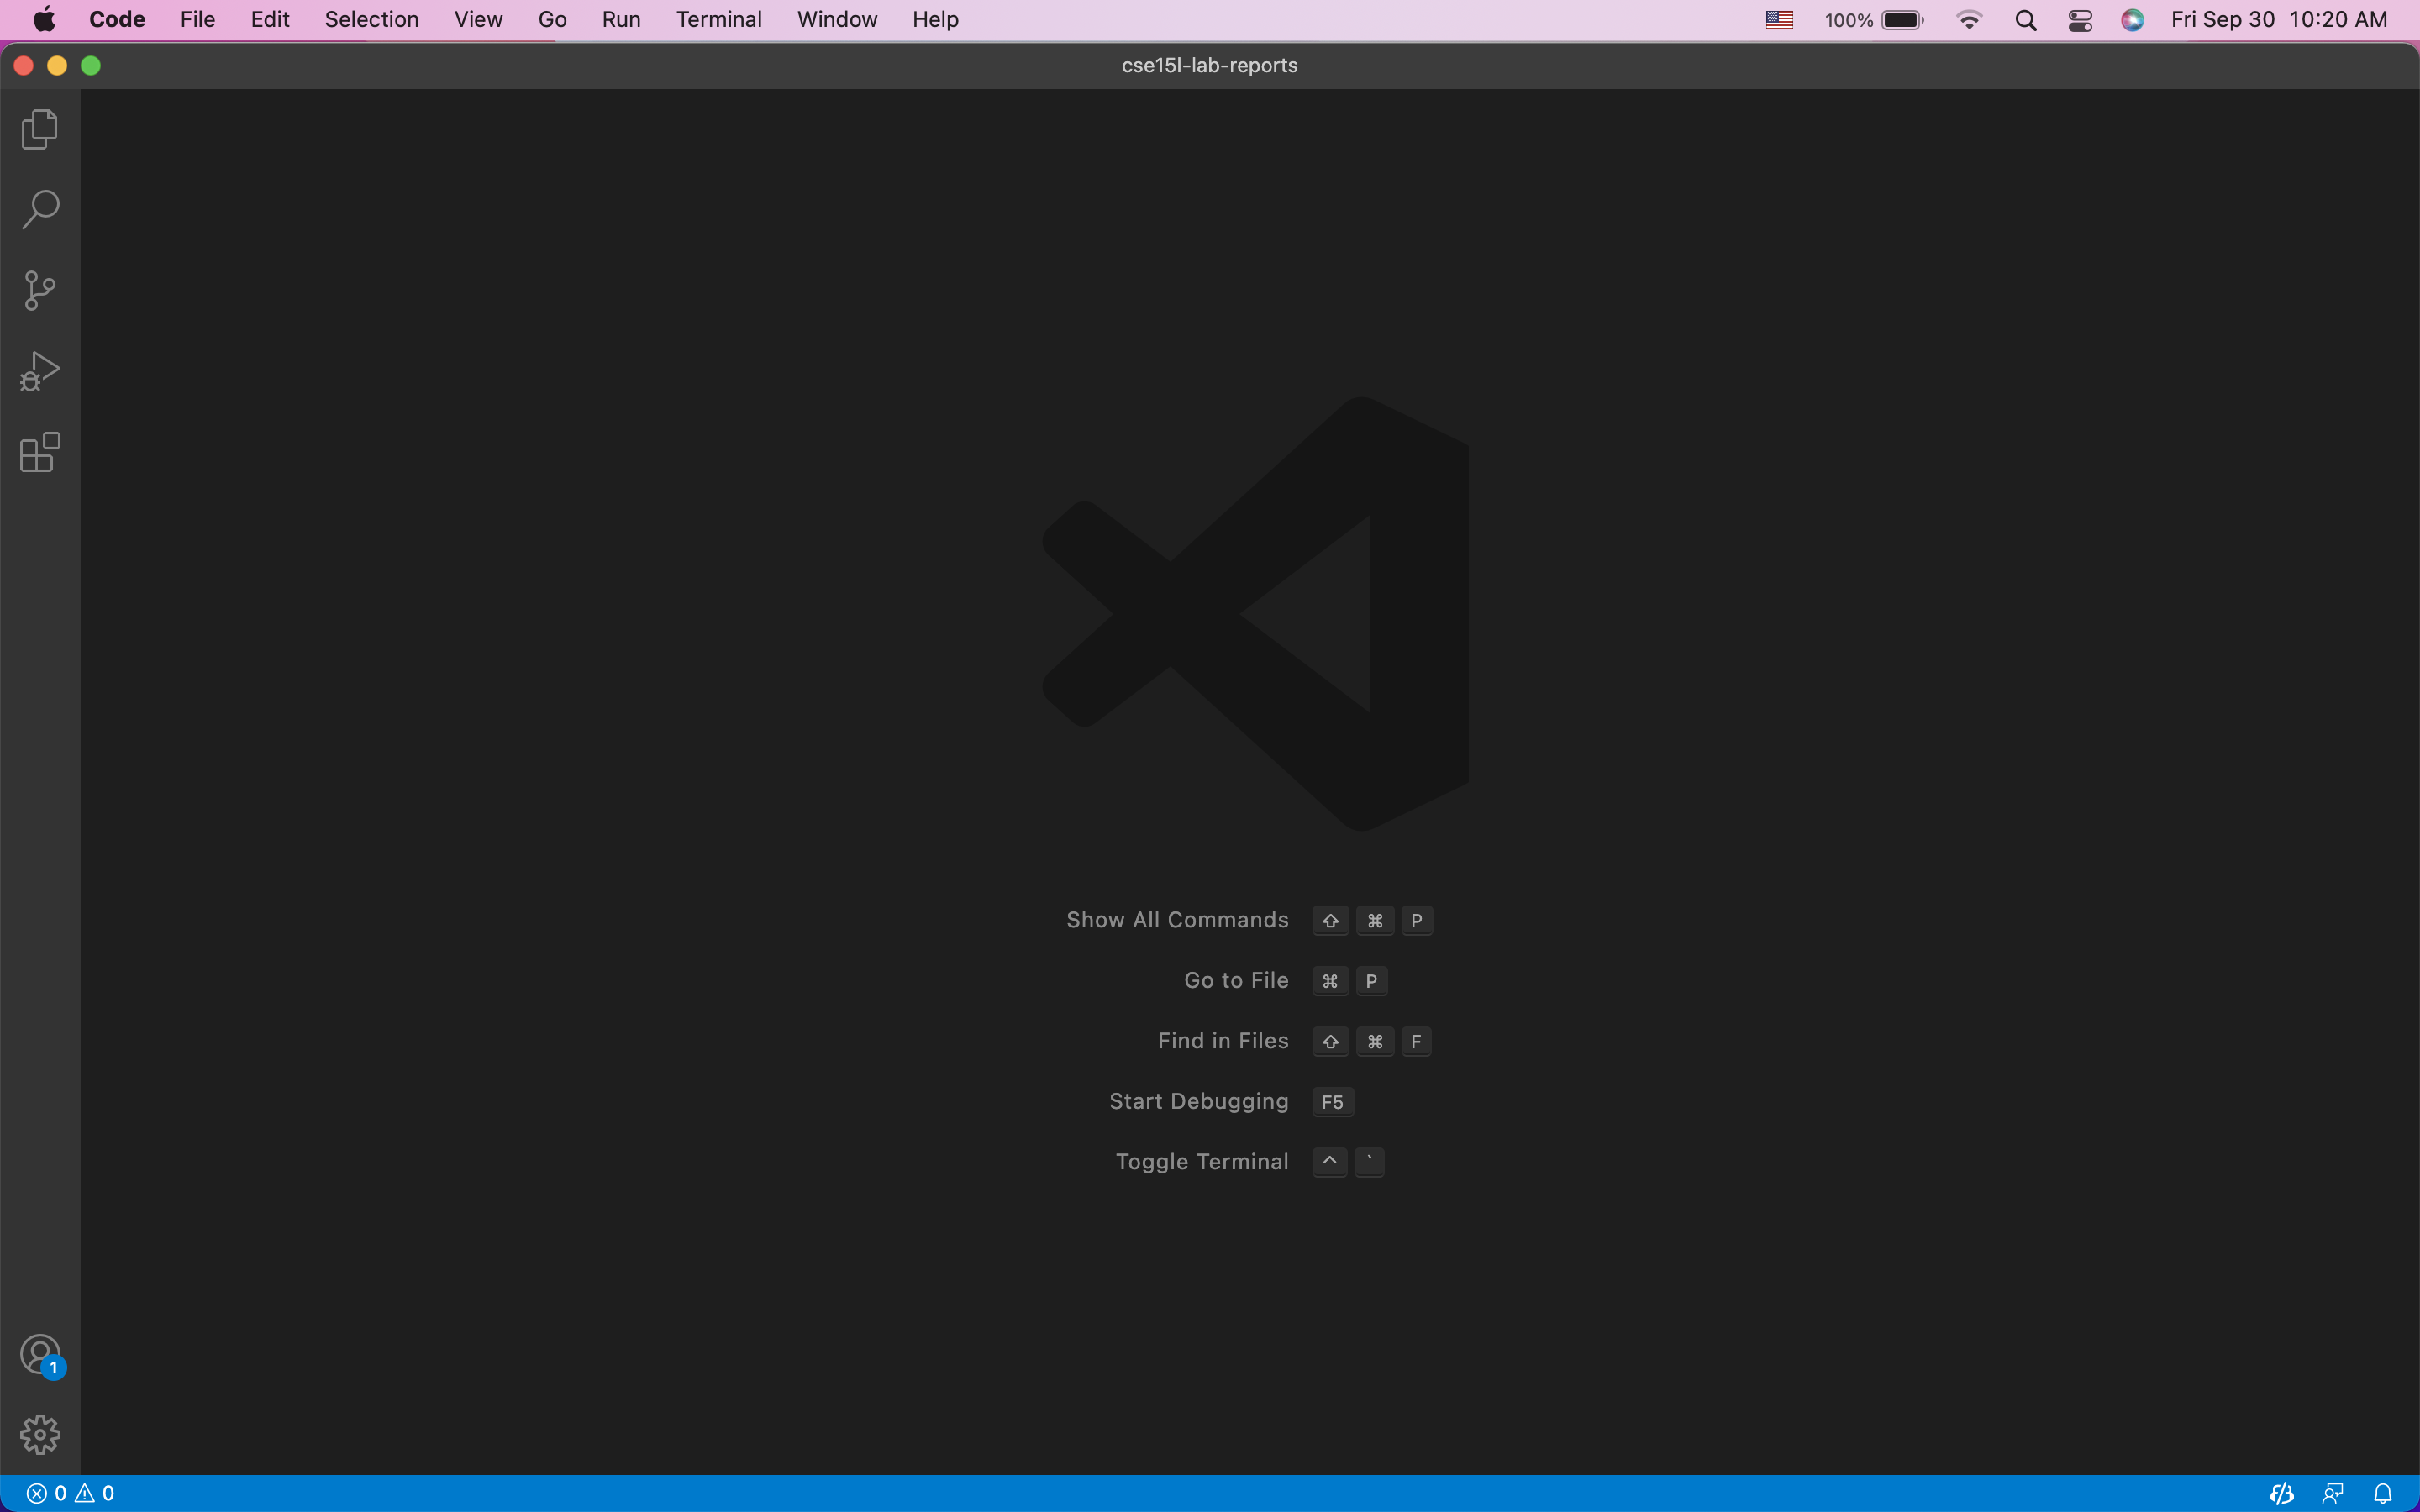 Code File Edit Selection View Go Run Terminal Window Help 100% Fri Sep 30 10:20 AM
cse15l-lab-reports
Show All Commands ⇧ ⌘ P
Go to File ⌘ P
Find in Files ⇧ ⌘ F
Start Debugging F5
Toggle Terminal ^ `
1
0 0